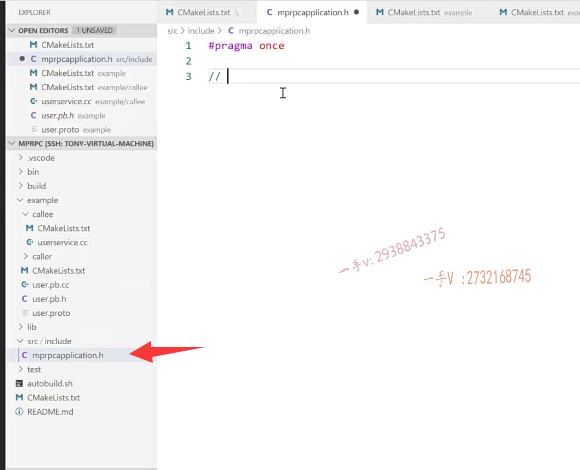 EXPLORER
OPEN EDITORS 1 UNSAVED
CMakeLists.txt
mprpcapplication.h src/include
CMakeLists.txt example
CMakeLists.txt example/callee
userservice.cc example/callee
user.pb.h example
user.proto example
MPRPC [SSH: TONY-VIRTUAL-MACHINE]
.vscode
bin
build
example
callee
CMakeLists.txt
userservice.cc
caller
CMakeLists.txt
user.pb.cc
user.pb.h
user.proto
lib
src / include
mprpcapplication.h
test
autobuild.sh
CMakeLists.txt
README.md
CMakeLists.txt \
mprpcapplication.h
CMakeLists.txt example
CMakeLists.txt exa
src > include > mprpcapplication.h
1 #pragma once
2
3 //
一手v:2938843375
一手V :2732168745